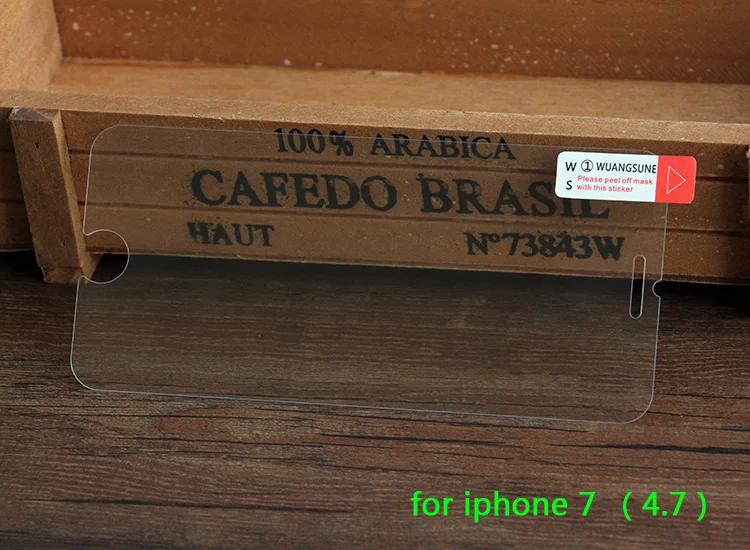 100% ARABICA
CAFEDO BRASIL
HAUT N°73843W
W ① WUANGSUNE
S Please peel off mask
with this sticker
for iphone 7 ( 4.7 )